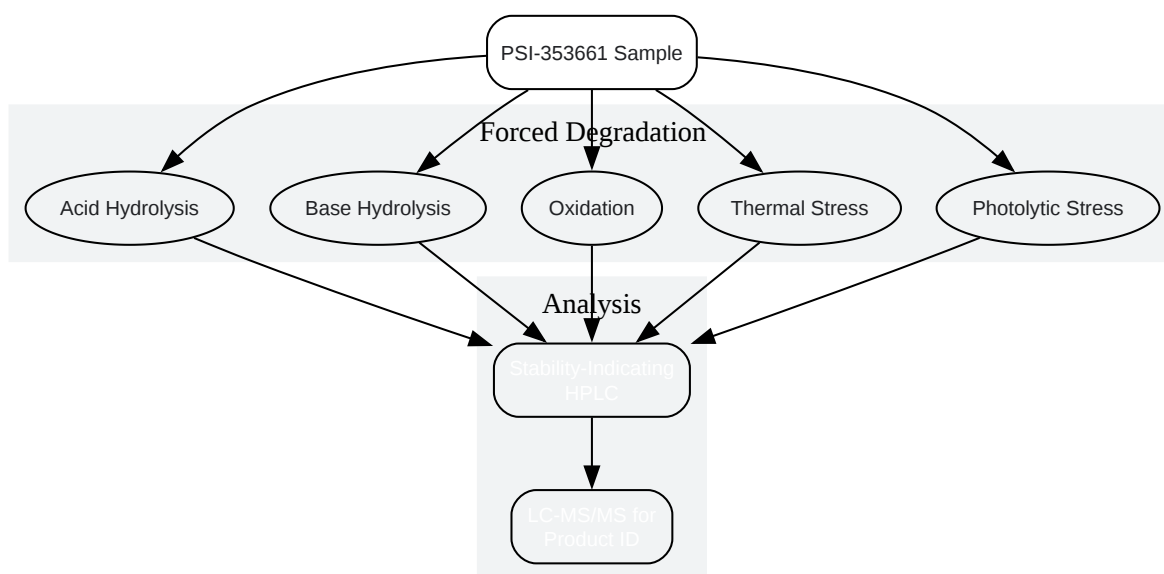 PSI-353661 Sample
Forced Degradation
Acid Hydrolysis
Base Hydrolysis
Oxidation
Thermal Stress
Photolytic Stress
Analysis
Stability-Indicating
HPLC
LC-MS/MS for
Product ID